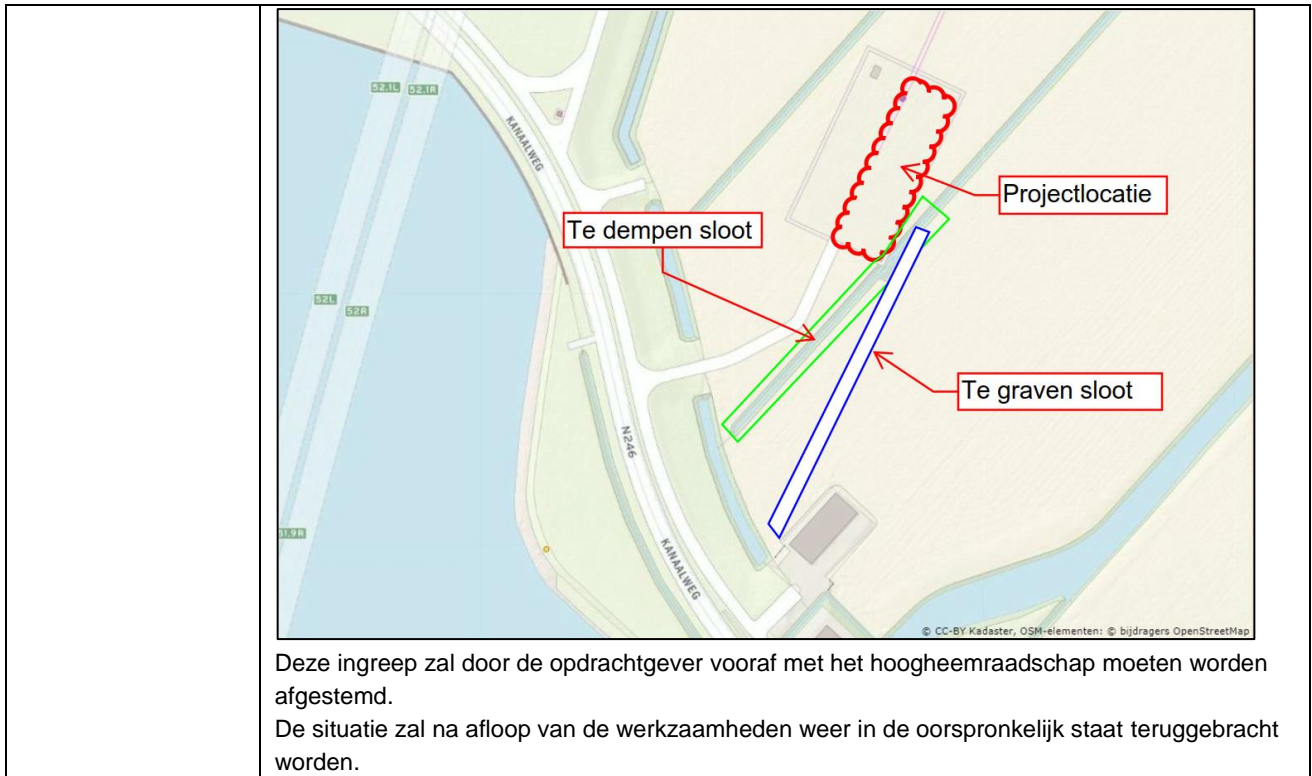 52.1L 52.1R
KANAALWEG
Projectlocatie
Te dempen sloot
52L
52R
Te graven sloot
N246
51.9R
KANAALWEG
© CC-BY Kadaster, OSM-elementen: © bijdragers OpenStreetMap
Deze ingreep zal door de opdrachtgever vooraf met het hoogheemraadschap moeten worden
afgestemd.
De situatie zal na afloop van de werkzaamheden weer in de oorspronkelijk staat teruggebracht
worden.